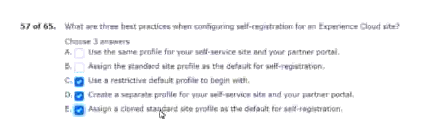 57 of 65. What are three best practices when configuring self-registration for an Experience Cloud site?
Choose 3 answers
A. Use the same profile for your self-service site and your partner portal.
B. Assign the standard site profile as the default for self-registration.
C. Use a restrictive default profile to begin with.
D. Create a separate profile for your self-service site and your partner portal.
E. Assign a cloned standard site profile as the default for self-registration.